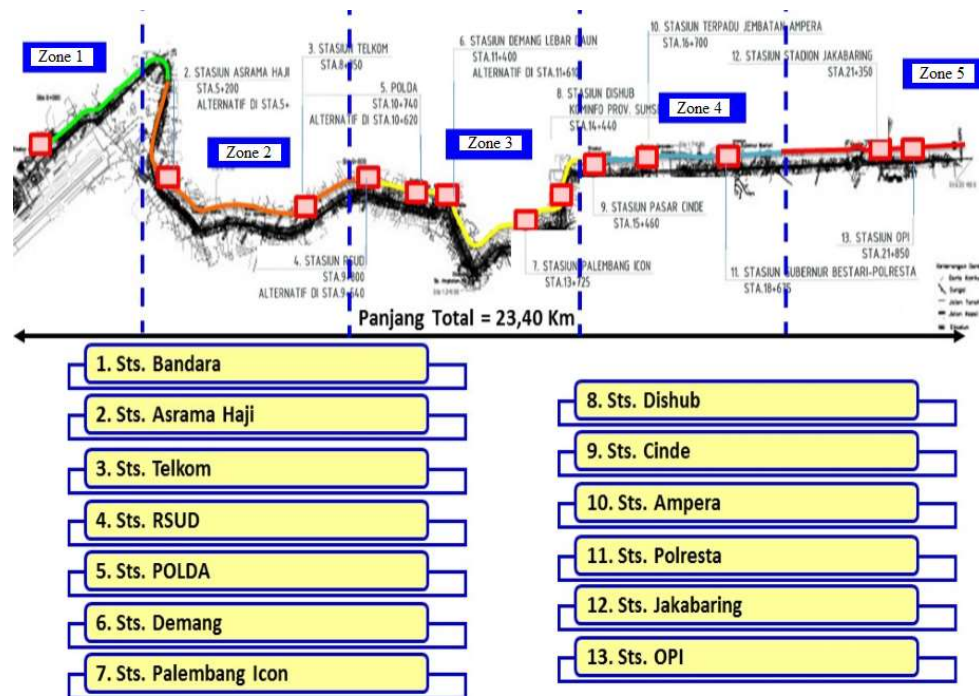 Zone 1
2. STASIUN ASRAMA HAJI
STA.5+200
ALTERNATIF DI STA.5+
Zone 2
3. STASIUN TELKOM
5. POLDA
STA.10+740
ALTERNATIF DI STA.10+620
4. STASIUN RSUD
6. STASIUN DEMANG LEBAR DAUN
STA.11+400
ALTERNATIF DI STA.11+610
Zone 3
8. STASIUN DISHUB
KOMINFO PROV. SUMS
STA.14+440
7. STASIUN PALEMBANG ICON
STA.13+725
10. STASIUN TERPADU JEMBATAN AMPERA
STA.16+700
Zone 4
9. STASIUN PASAR CINDE
STA.15+460
11. STASIUN GUBERNUR BESTARI-POLRESTA
12. STASIUN STADION JAKABARING
STA.21+350
Zone 5
13. STASIUN OPI
STA.21+850
Panjang Total = 23,40 Km
1. Sts. Bandara
2. Sts. Asrama Haji
3. Sts. Telkom
4. Sts. RSUD
5. Sts. POLDA
6. Sts. Demang
7. Sts. Palembang Icon
8. Sts. Dishub
9. Sts. Cinde
10. Sts. Ampera
11. Sts. Polresta
12. Sts. Jakabaring
13. Sts. OPI